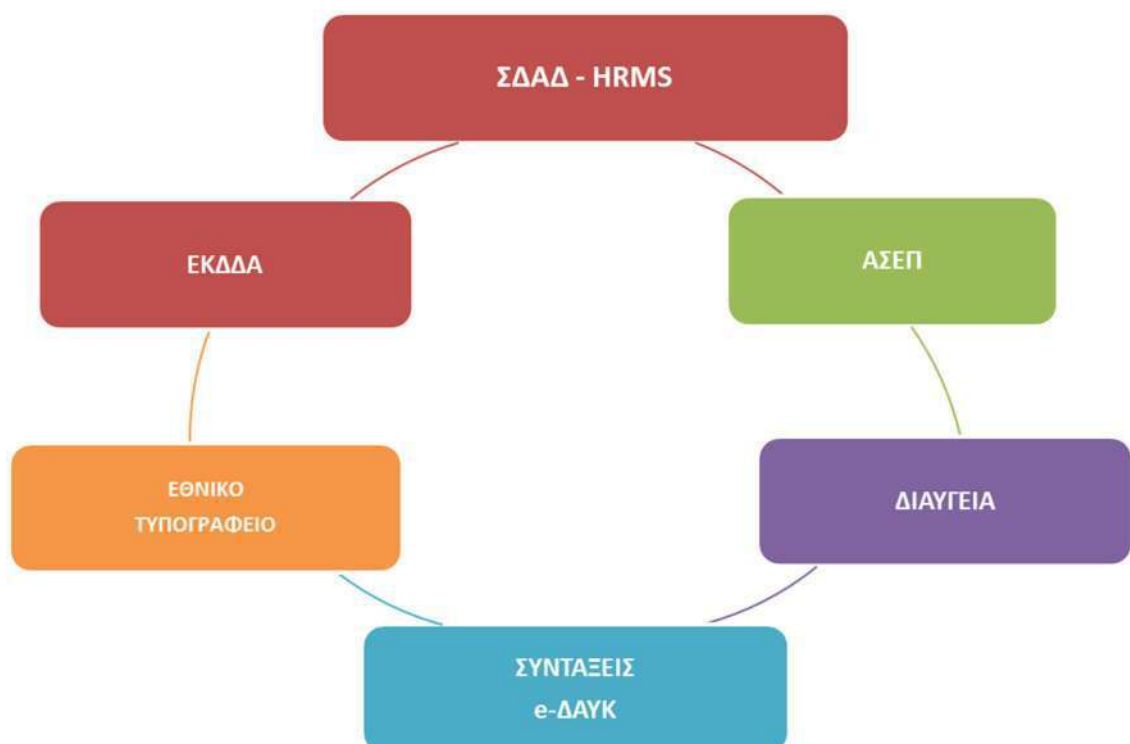 ΣΔΑΔ - HRMS
ΕΚΔΔΑ
ΑΣΕΠ
ΕΘΝΙΚΟ
ΤΥΠΟΓΡΑΦΕΙΟ
ΔΙΑΥΓΕΙΑ
ΣΥΝΤΑΞΕΙΣ
e-ΔΑΥΚ